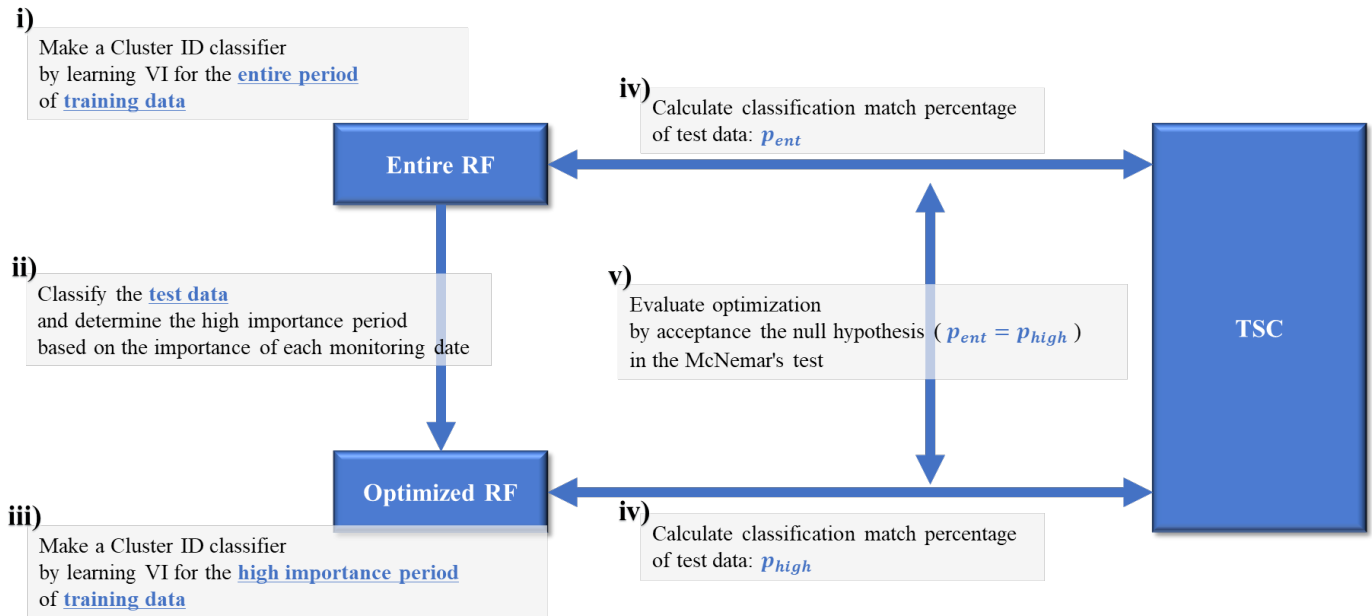 i)
Make a Cluster ID classifier
by learning VI for the entire period
of training data
iv)
Calculate classification match percentage
of test data: p_ent
Entire RF
TSC
ii)
Classify the test data
and determine the high importance period
based on the importance of each monitoring date
v)
Evaluate optimization
by acceptance the null hypothesis ( p_ent = p_high )
in the McNemar's test
Optimized RF
iii)
Make a Cluster ID classifier
by learning VI for the high importance period
of training data
iv)
Calculate classification match percentage
of test data: p_high